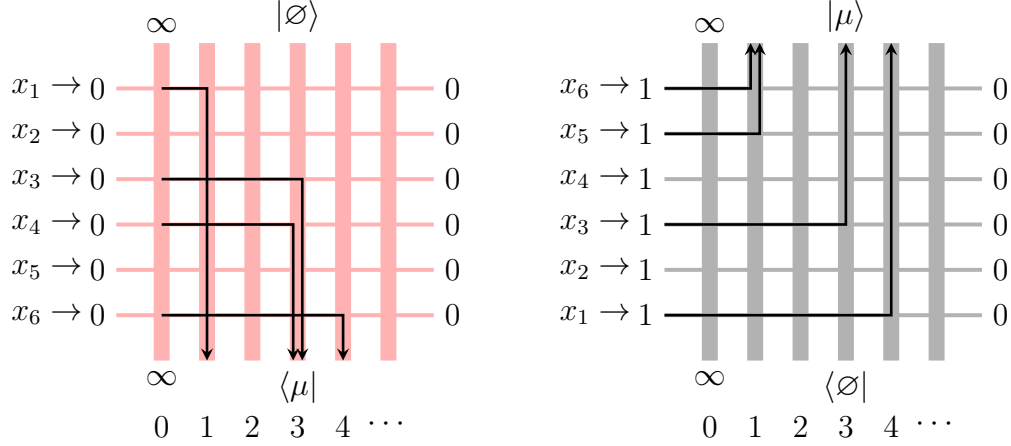 ∞ |∅⟩
x₁ → 0 0
x₂ → 0 0
x₃ → 0 0
x₄ → 0 0
x₅ → 0 0
x₆ → 0 0
∞ ⟨μ|
0 1 2 3 4 ⋯
∞ |μ⟩
x₆ → 1 0
x₅ → 1 0
x₄ → 1 0
x₃ → 1 0
x₂ → 1 0
x₁ → 1 0
∞ ⟨∅|
0 1 2 3 4 ⋯